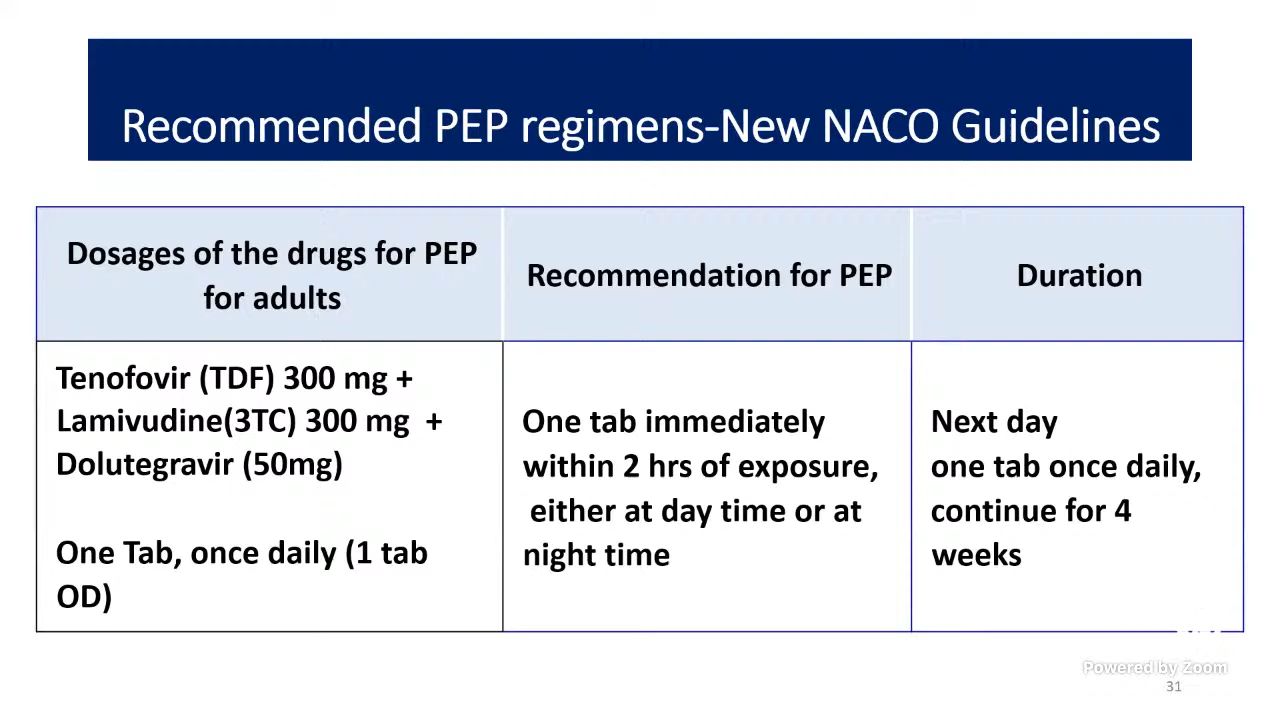 Recommended PEP regimens-New NACO Guidelines
Dosages of the drugs for PEP
for adults
Recommendation for PEP
Duration
Tenofovir (TDF) 300 mg +
Lamivudine(3TC) 300 mg +
Dolutegravir (50mg)
One Tab, once daily (1 tab
OD)
One tab immediately
within 2 hrs of exposure,
either at day time or at
night time
Next day
one tab once daily,
continue for 4
weeks
Powered by Zoom
31